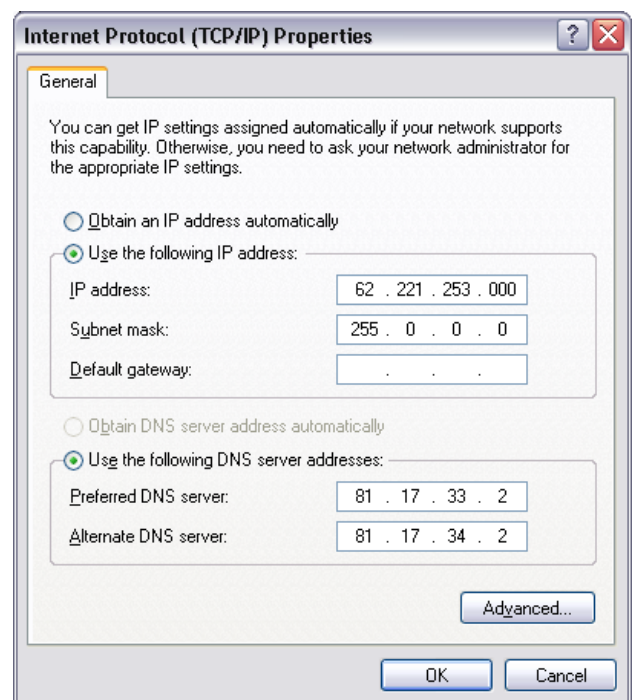 Internet Protocol (TCP/IP) Properties
General
You can get IP settings assigned automatically if your network supports
this capability. Otherwise, you need to ask your network administrator for
the appropriate IP settings.
Obtain an IP address automatically
Use the following IP address:
IP address: 62 . 221 . 253 . 000
Subnet mask: 255 . 0 . 0 . 0
Default gateway: . . .
Obtain DNS server address automatically
Use the following DNS server addresses:
Preferred DNS server: 81 . 17 . 33 . 2
Alternate DNS server: 81 . 17 . 34 . 2
Advanced...
OK Cancel